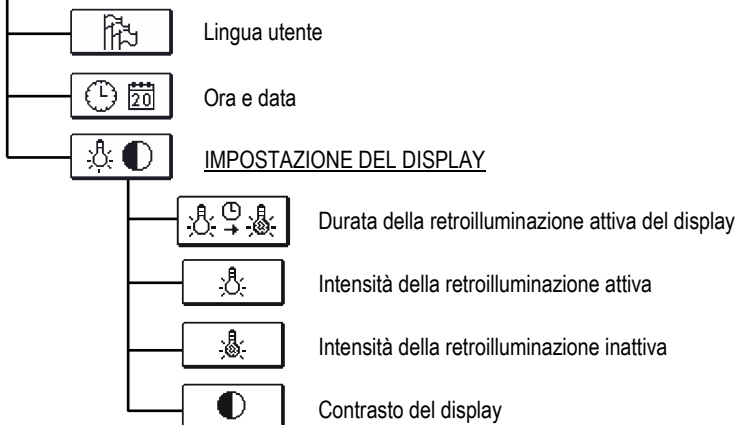 Lingua utente
20
Ora e data
IMPOSTAZIONE DEL DISPLAY
Durata della retroilluminazione attiva del display
Intensità della retroilluminazione attiva
Intensità della retroilluminazione inattiva
Contrasto del display